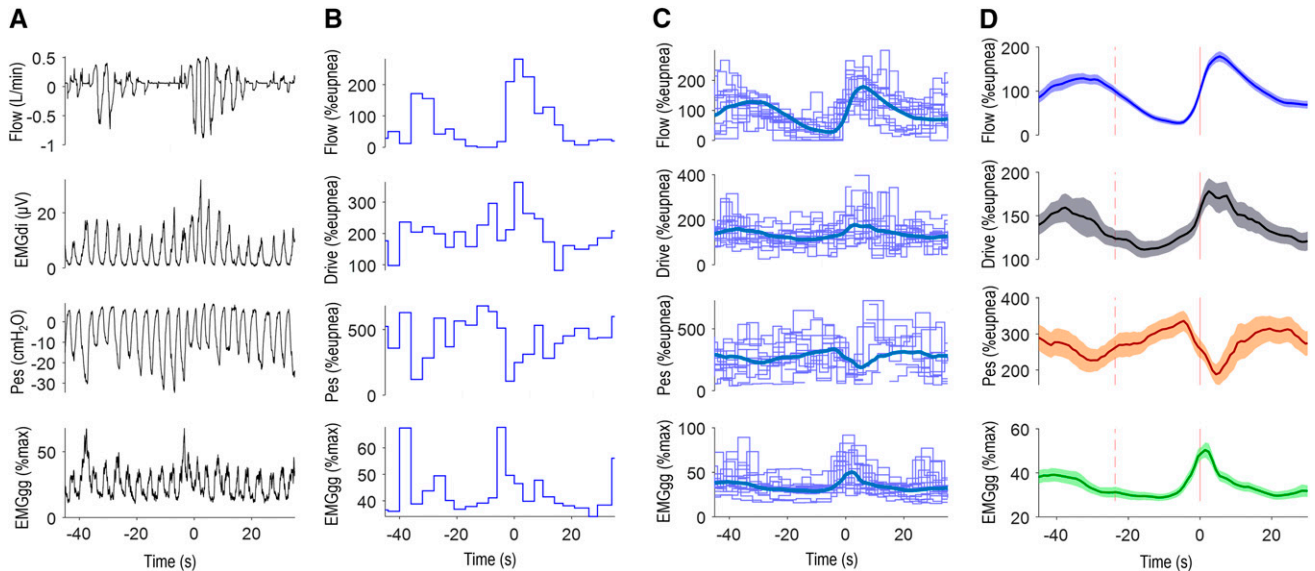 A
B
C
D
Flow (L/min)
0.5
0
-0.5
-1
EMGdi (µV)
20
0
Pes (cmH₂O)
0
-10
-20
-30
EMGgg (%max)
50
0
-40 -20 0 20
Time (s)
Flow (%eupnea)
200
100
0
Drive (%eupnea)
300
200
100
Pes (%eupnea)
500
0
EMGgg (%max)
60
50
40
-40 -20 0 20
Time (s)
Flow (%eupnea)
300
200
100
0
Drive (%eupnea)
400
200
0
Pes (%eupnea)
500
0
EMGgg (%max)
100
50
0
-40 -20 0 20
Time (s)
Flow (%eupnea)
200
100
0
Drive (%eupnea)
200
150
100
Pes (%eupnea)
400
300
200
EMGgg (%max)
60
40
20
-40 -20 0 20
Time (s)